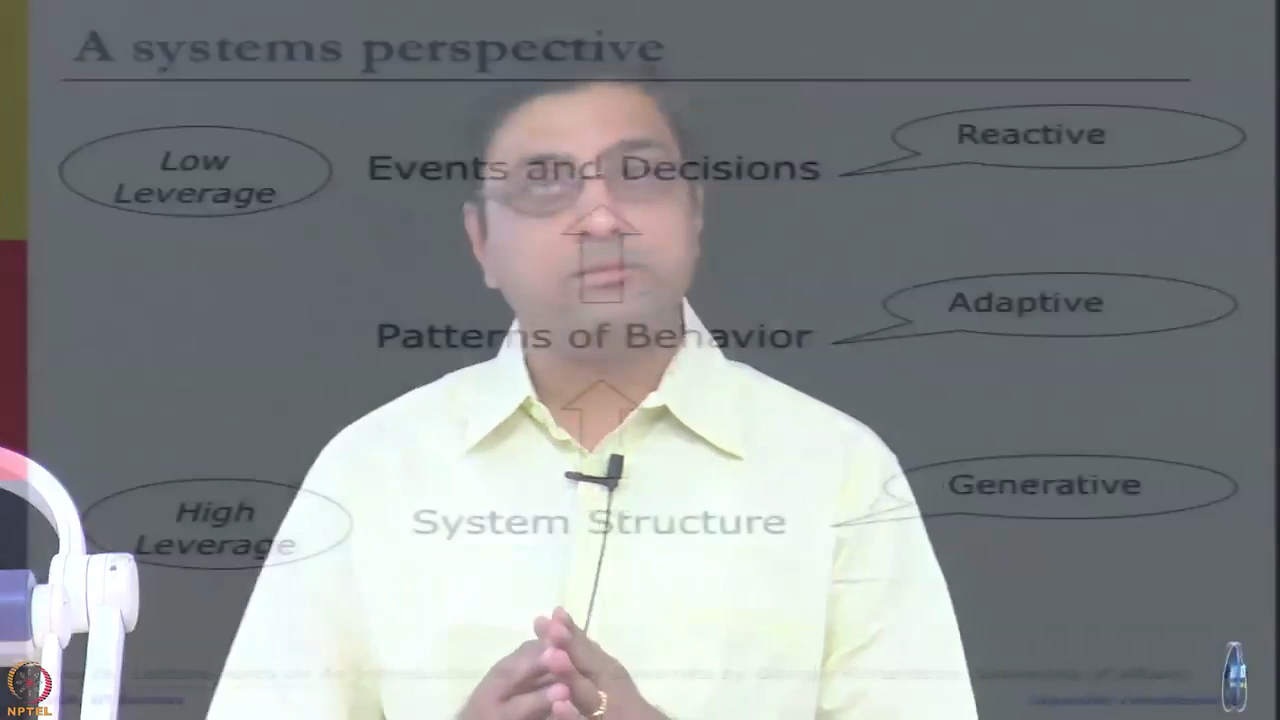 A systems perspective
Low
Leverage
Events and Decisions
Reactive
Patterns of Behavior
Adaptive
High
Leverage
System Structure
Generative
NPTEL